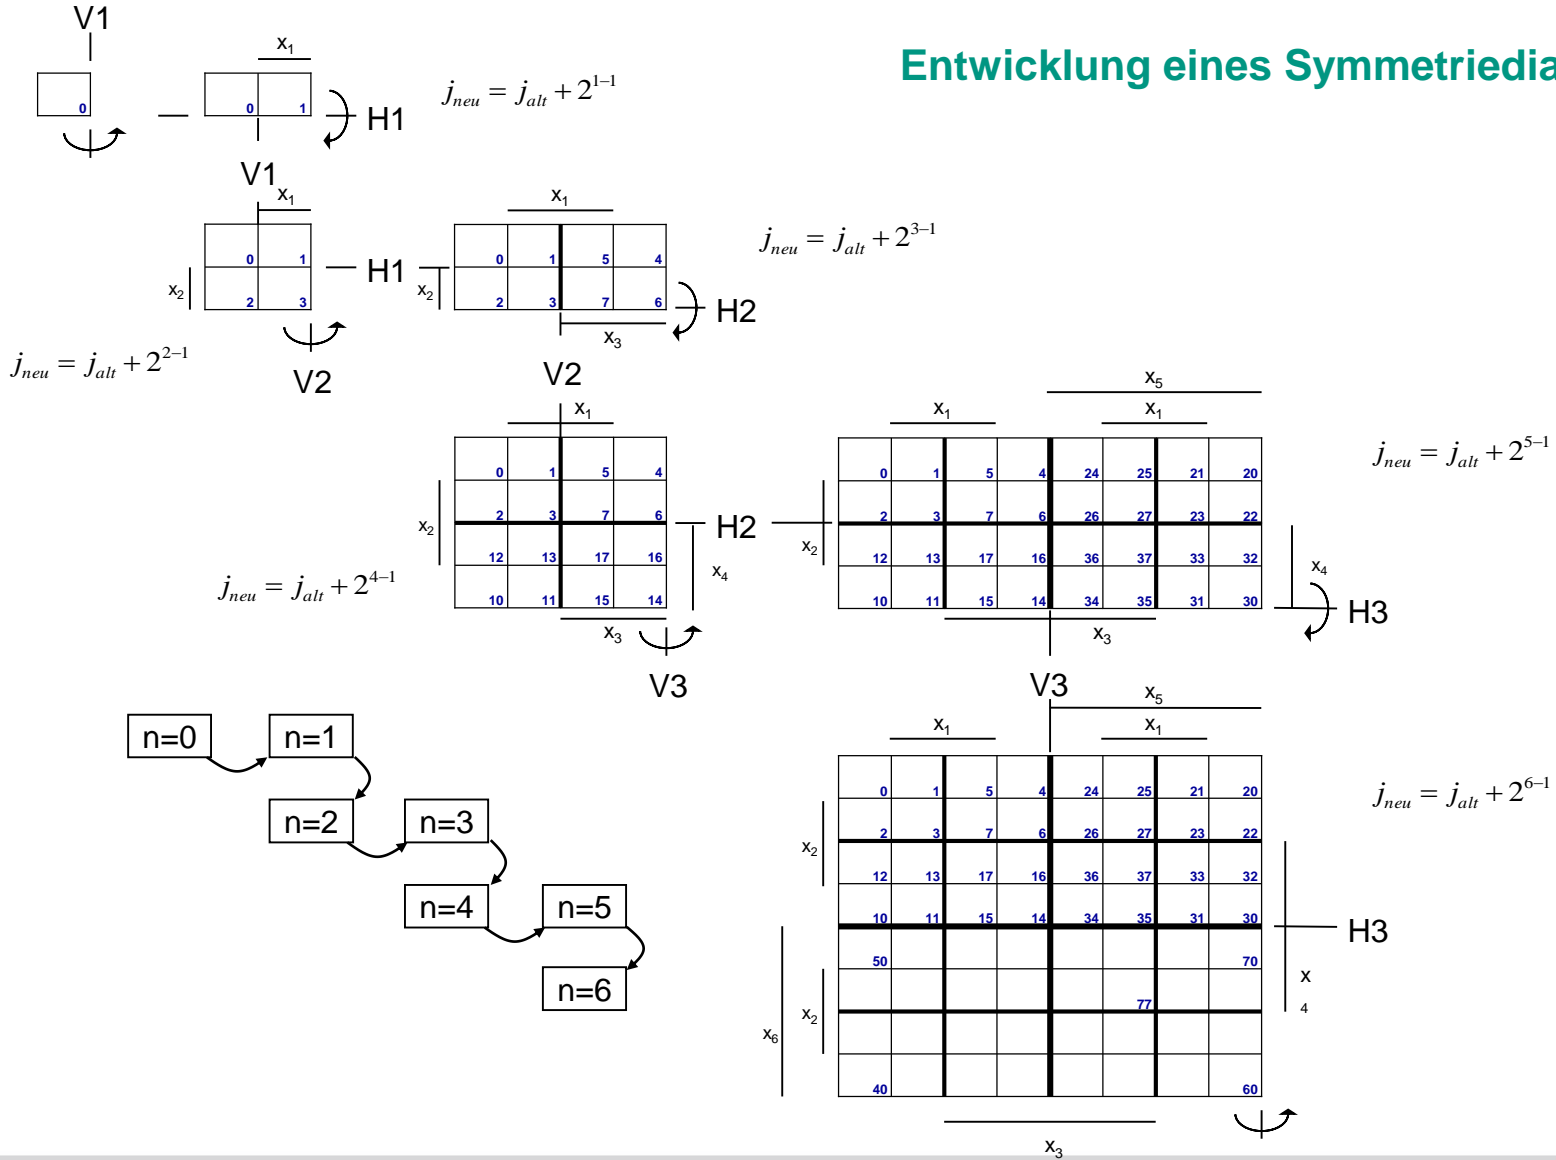 V1
Entwicklung eines Symmetriedia
x1
0
0 1
H1
j_neu = j_alt + 2^{1–1}
V1
x1
x1
j_neu = j_alt + 2^{3–1}
0 1
H1
0 1 5 4
x2
2 3
x2
2 3 7 6
H2
x3
j_neu = j_alt + 2^{2–1}
V2
V2
x5
x1
x1
x1
j_neu = j_alt + 2^{5–1}
0 1 5 4
0 1 5 4 24 25 21 20
x2
2 3 7 6
H2
2 3 7 6 26 27 23 22
x2
12 13 17 16
12 13 17 16 36 37 33 32
x4
x4
j_neu = j_alt + 2^{4–1}
10 11 15 14
10 11 15 14 34 35 31 30
H3
x3
x3
V3
V3
x5
n=0
n=1
x1
x1
0 1 5 4 24 25 21 20
j_neu = j_alt + 2^{6–1}
n=2
n=3
2 3 7 6 26 27 23 22
x2
12 13 17 16 36 37 33 32
n=4
n=5
10 11 15 14 34 35 31 30
H3
50 70
n=6
x
4
77
x2
x6
40 60
x3